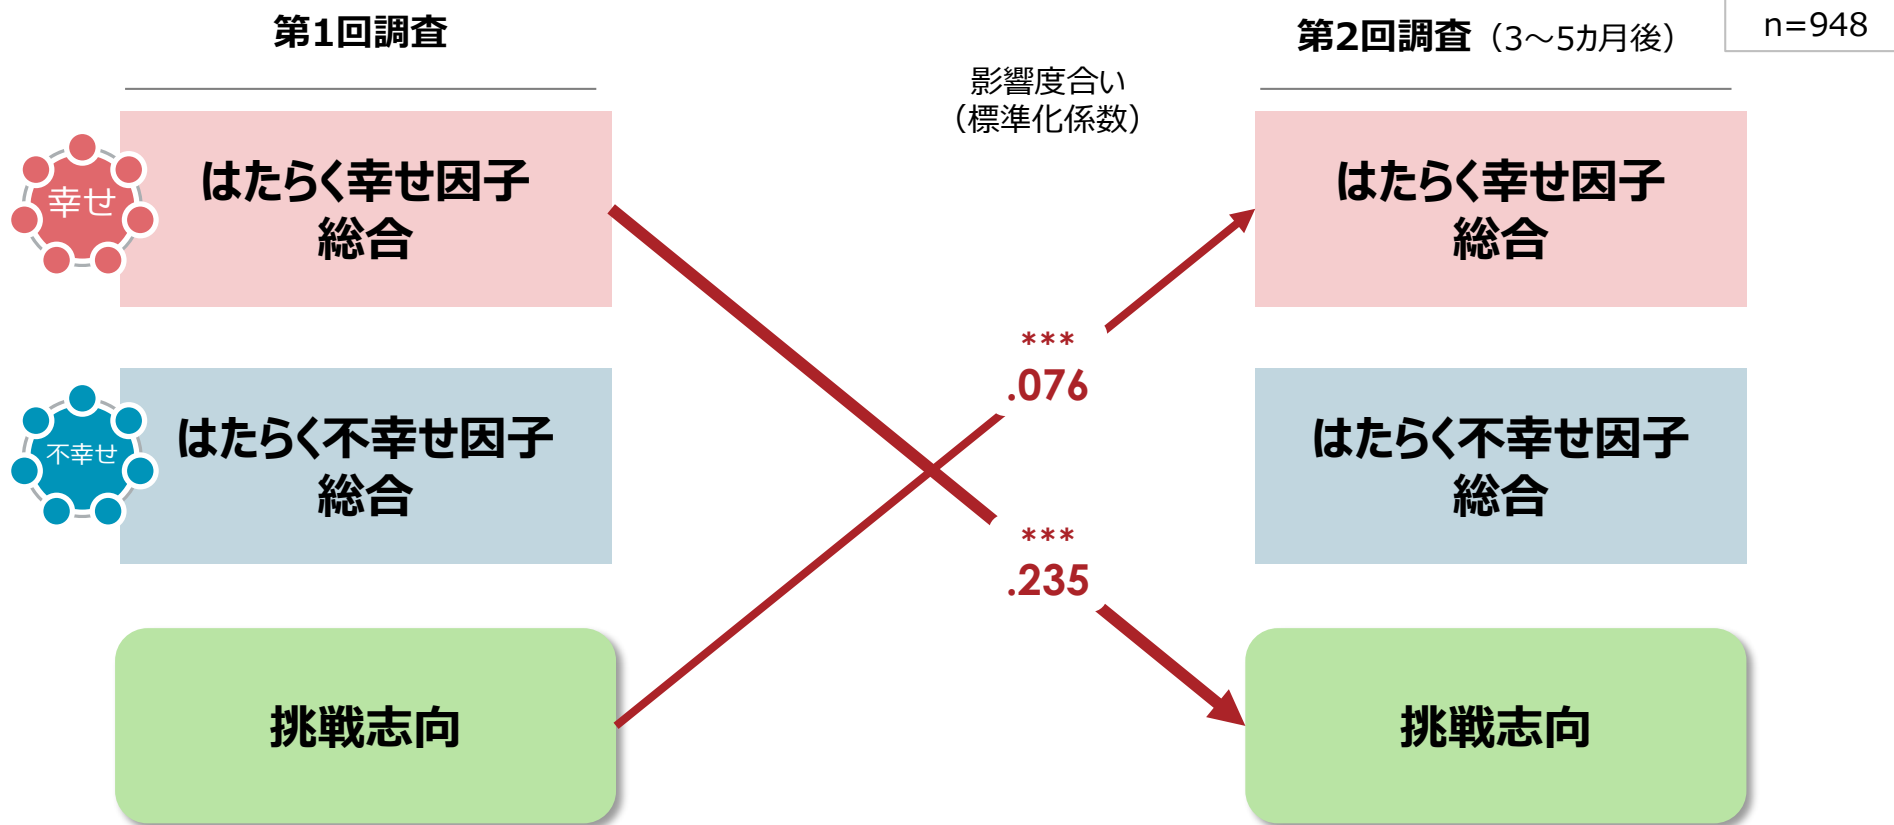 第1回調査
第2回調査（3～5カ月後）
n=948
影響度合い
（標準化係数）
幸せ
はたらく幸せ因子
総合
はたらく幸せ因子
総合
***
.076
不幸せ
はたらく不幸せ因子
総合
はたらく不幸せ因子
総合
***
.235
挑戦志向
挑戦志向